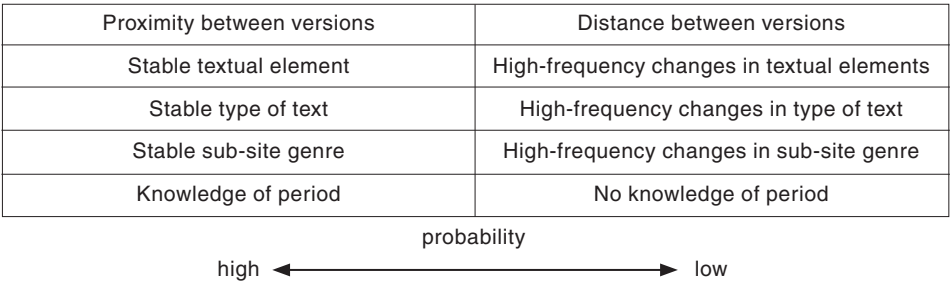 Proximity between versions Distance between versions
Stable textual element High-frequency changes in textual elements
Stable type of text High-frequency changes in type of text
Stable sub-site genre High-frequency changes in sub-site genre
Knowledge of period No knowledge of period
probability
high low